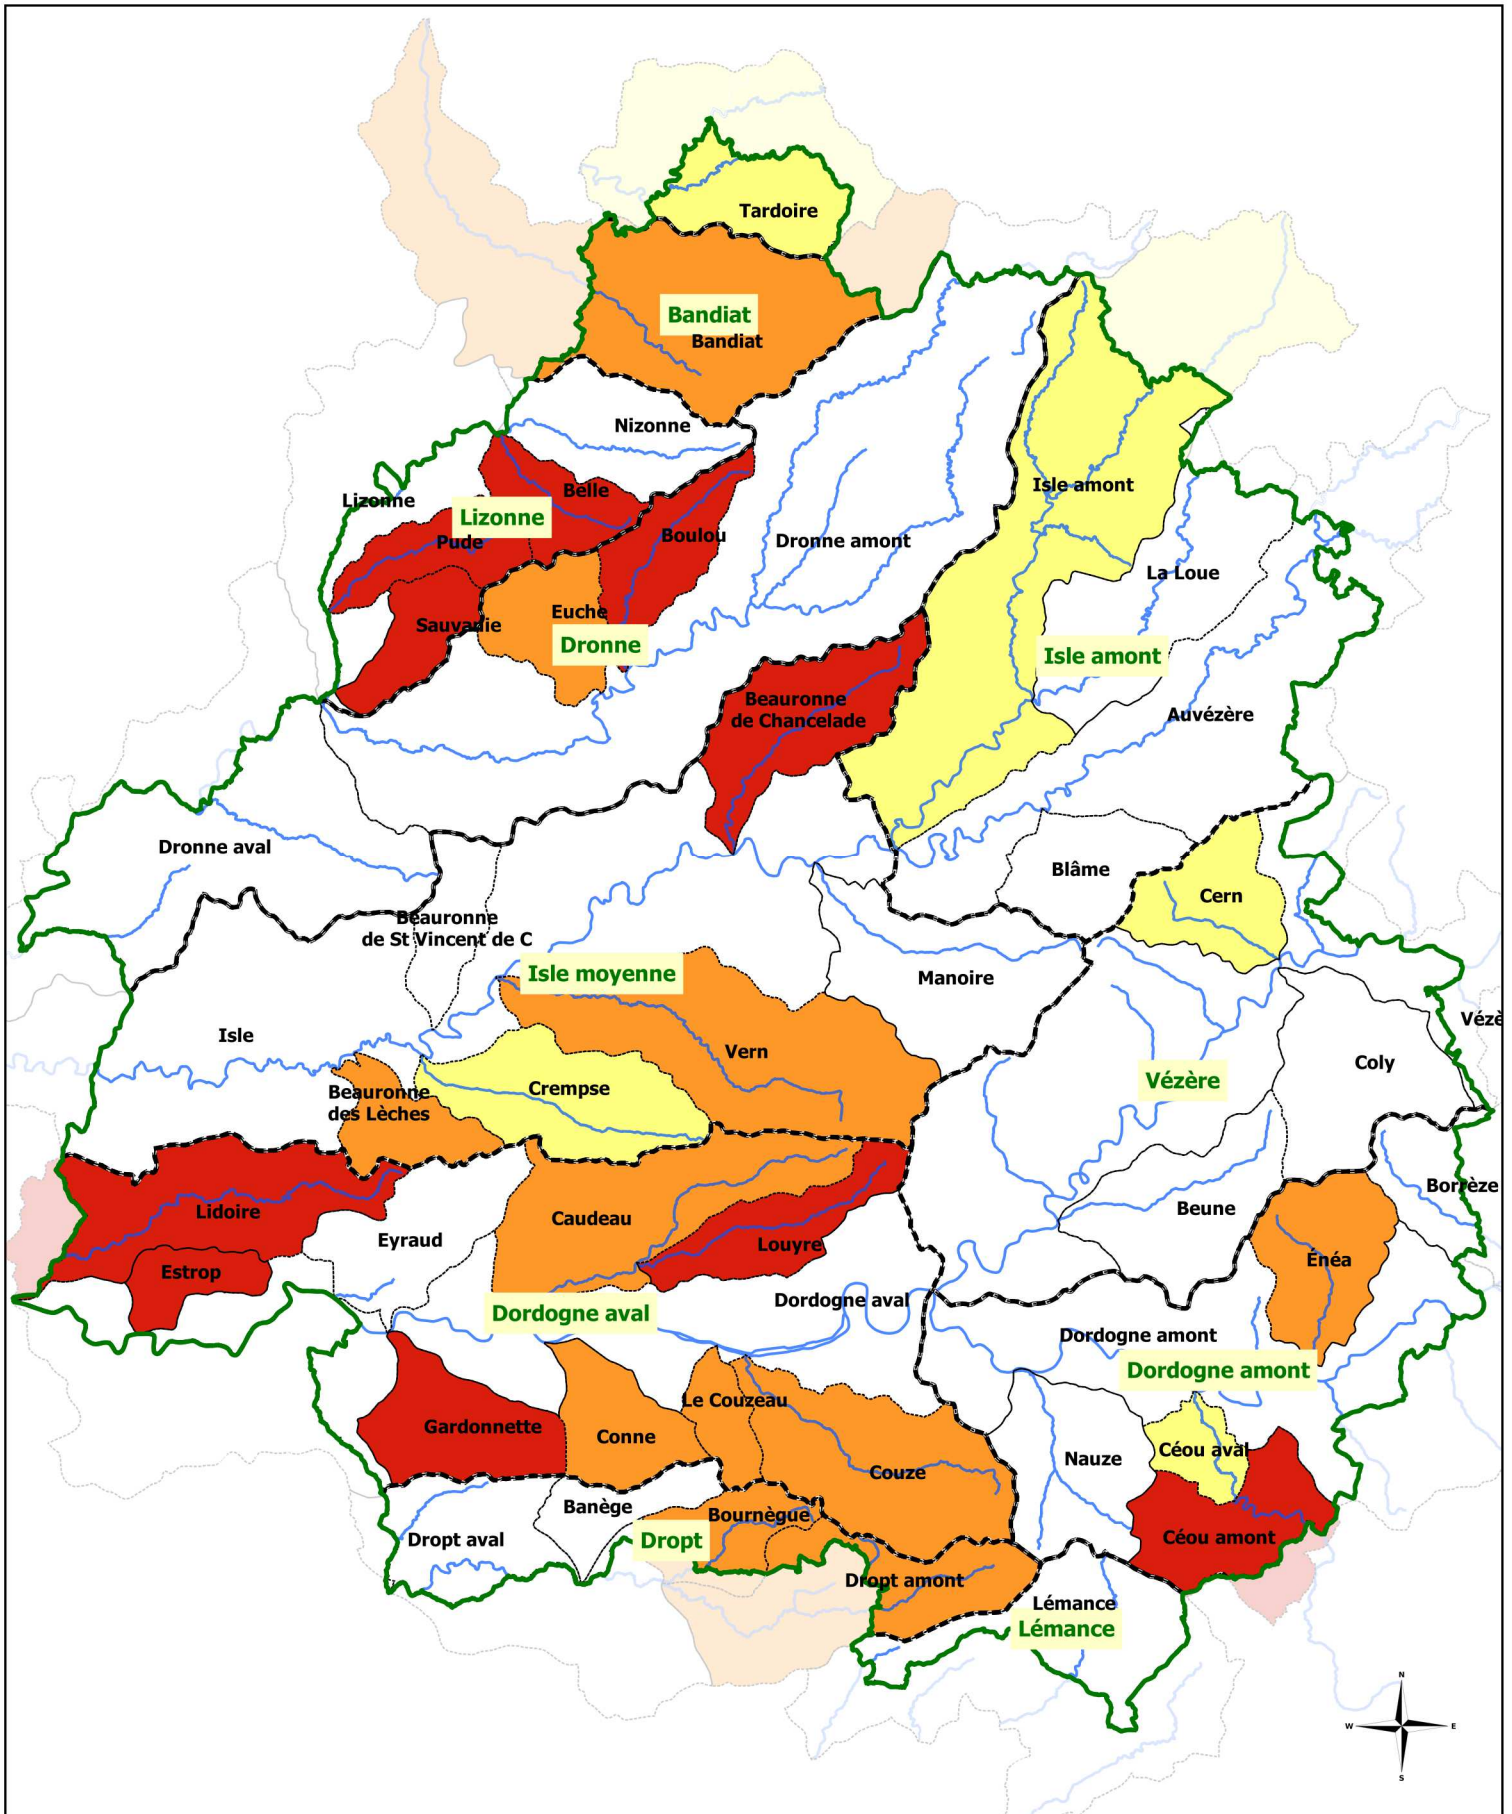 Tardoire
Bandiat
Bandiat
Nizonne
Lizonne
Belle
Lizonne
Pude
Isle amont
Boulou
Dronne amont
La Loue
Euche
Sauvanie
Dronne
Isle amont
Beauronne
de Chancelade
Auvézère
Dronne aval
Blâme
Cern
Beauronne
de St Vincent de C
Isle moyenne
Manoire
Vézè
Isle
Vern
Coly
Vézère
Crempse
Beauronne
des Lèches
Borrèze
Lidoire
Caudeau
Beune
Eyraud
Louyre
Énéa
Estrop
Dordogne aval
Dordogne aval
Dordogne amont
Dordogne amont
Le Couzeau
Gardonnette
Conne
Céou aval
Nauze
Couze
Banège
Bournègue
Dropt aval
Dropt
Céou amont
Dropt amont
Lémance
Lémance
N
W
E
S